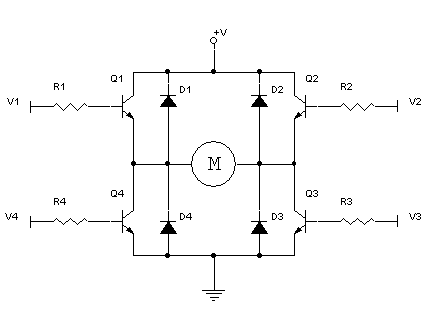 +V
Q1 Q2
R1 D1 D2 R2
V1 V2
M
Q4 Q3
R4 R3
V4 D4 D3 V3